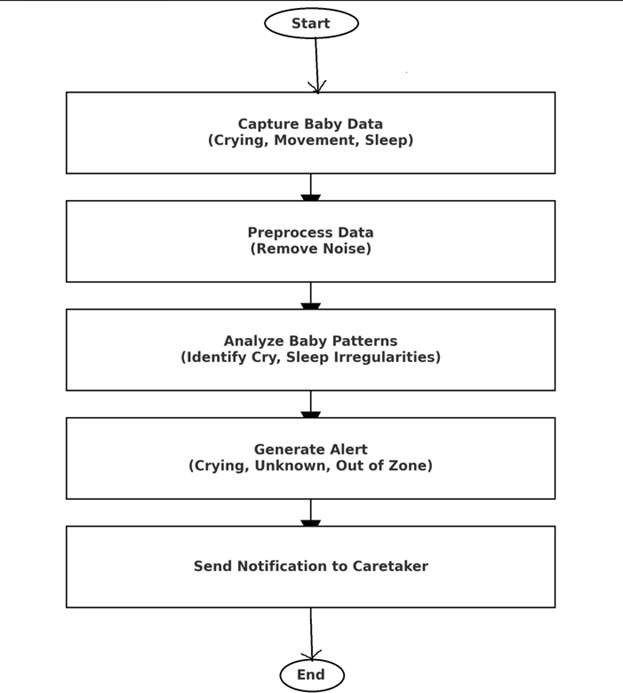 Start
Capture Baby Data
(Crying, Movement, Sleep)
Preprocess Data
(Remove Noise)
Analyze Baby Patterns
(Identify Cry, Sleep Irregularities)
Generate Alert
(Crying, Unknown, Out of Zone)
Send Notification to Caretaker
End